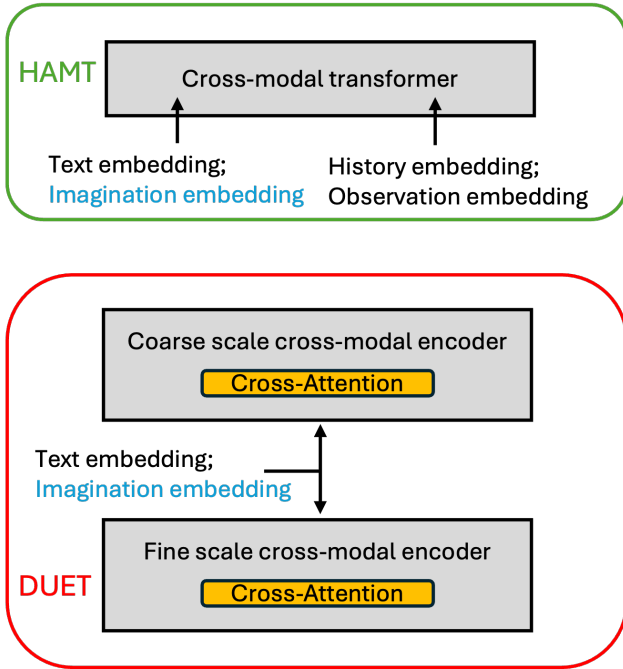 HAMT
Cross-modal transformer
Text embedding;
Imagination embedding
History embedding;
Observation embedding
Coarse scale cross-modal encoder
Cross-Attention
Text embedding;
Imagination embedding
Fine scale cross-modal encoder
Cross-Attention
DUET